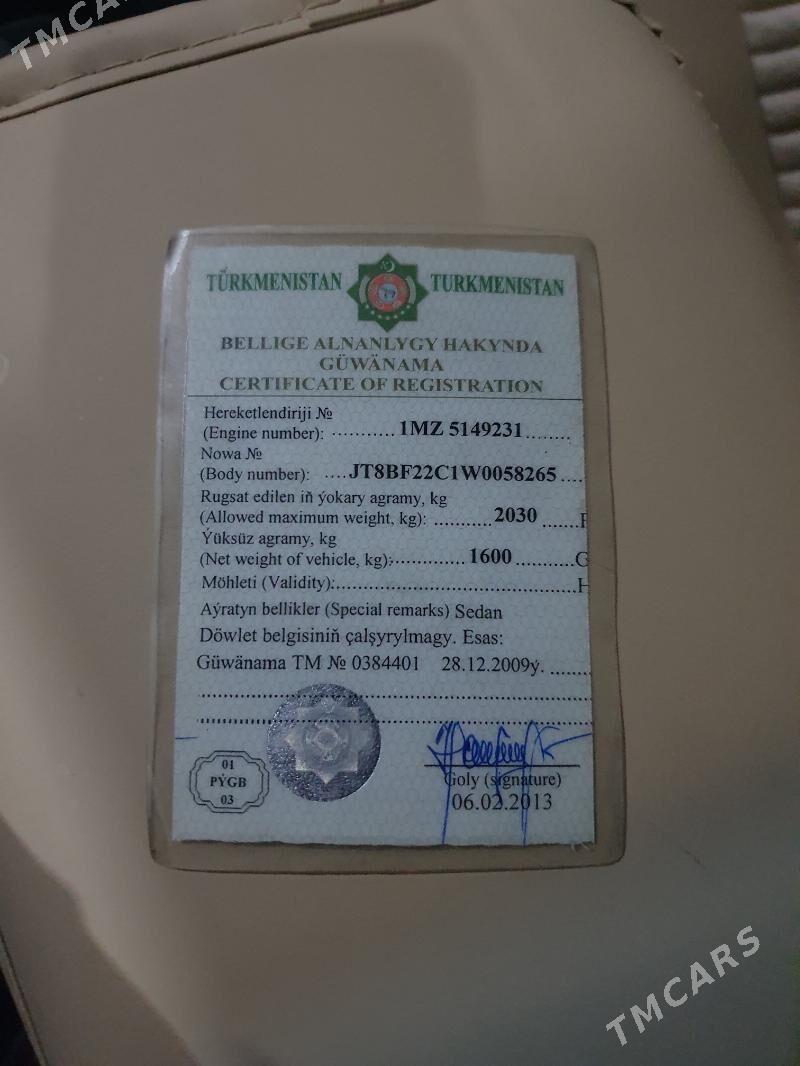 TMCARS
TÜRKMENISTAN TURKMENISTAN
BELLIGE ALNANLYGY HAKYNDA
GÜWÄNAMA
CERTIFICATE OF REGISTRATION
Hereketlendiriji №
(Engine number): ........... 1MZ 5149231 ........
Nowa №
(Body number): .... JT8BF22C1W0058265 ....
Rugsat edilen iň ýokary agramy, kg
(Allowed maximum weight, kg): ........... 2030 ...... F
Ýüksüz agramy, kg
(Net weight of vehicle, kg): ............. 1600 ........... G
Möhleti (Validity): ............................................. H
Aýratyn bellikler (Special remarks) Sedan
Döwlet belgisiniň çalşyrylmagy. Esas:
Güwänama TM № 0384401 28.12.2009ý. ........
01
PÝGB
03
Goly (signature)
06.02.2013
TMCARS